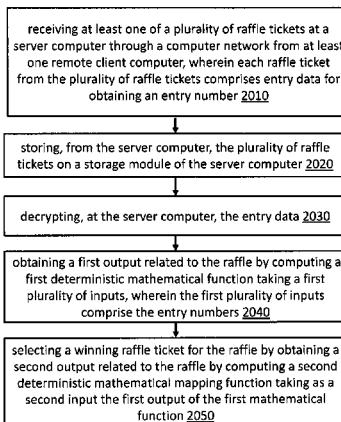 receiving at least one of a plurality of raffle tickets at a
server computer through a computer network from at least
one remote client computer, wherein each raffle ticket
from the plurality of raffle tickets comprises entry data for
obtaining an entry number 2010
storing, from the server computer, the plurality of raffle
tickets on a storage module of the server computer 2020
decrypting, at the server computer, the entry data 2030
obtaining a first output related to the raffle by computing a
first deterministic mathematical function taking a first
plurality of inputs, wherein the first plurality of inputs
comprise the entry numbers 2040
selecting a winning raffle ticket for the raffle by obtaining a
second output related to the raffle by computing a second
deterministic mathematical mapping function taking as a
second input the first output of the first mathematical
function 2050